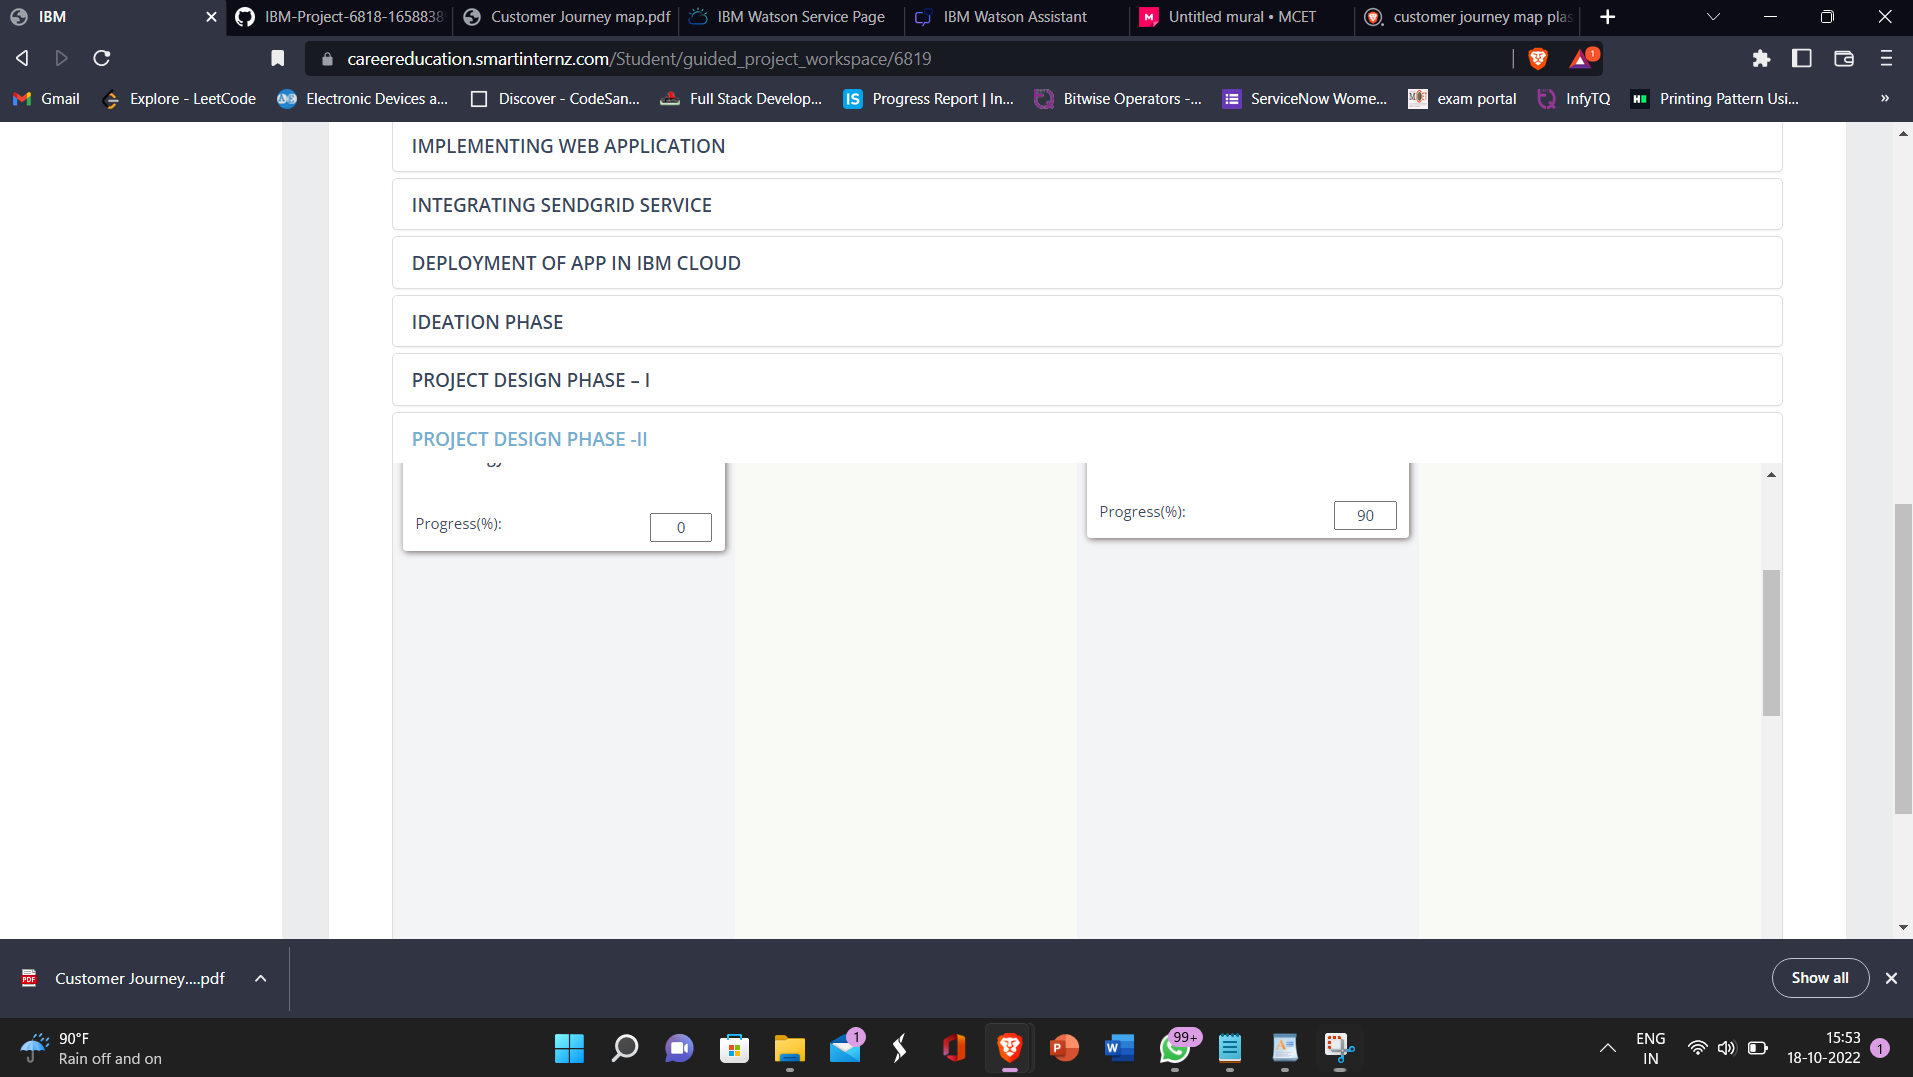 IBM
IBM-Project-6818-1658838
Customer Journey map.pdf
IBM Watson Service Page
IBM Watson Assistant
M
Untitled mural • MCET
customer journey map plas
careereducation.smartinternz.com/Student/guided_project_workspace/6819
1
Gmail
Explore - LeetCode
Electronic Devices a...
Discover - CodeSan...
Full Stack Develop...
IS
Progress Report | In...
Bitwise Operators -...
ServiceNow Wome...
exam portal
InfyTQ
Printing Pattern Usi...
»
IMPLEMENTING WEB APPLICATION
INTEGRATING SENDGRID SERVICE
DEPLOYMENT OF APP IN IBM CLOUD
IDEATION PHASE
PROJECT DESIGN PHASE – I
PROJECT DESIGN PHASE -II
Progress(%):
0
Progress(%):
90
PDF
Customer Journey....pdf
Show all
90°F
Rain off and on
1
P
W
99+
ENG
IN
15:53
18-10-2022
1